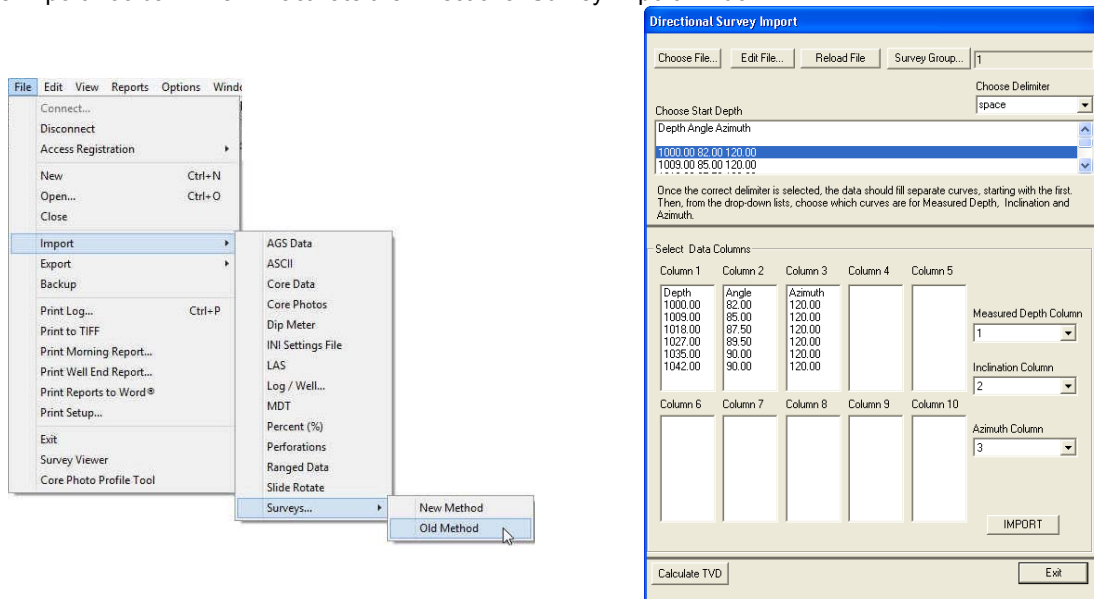 Directional Survey Import
File Edit View Reports Options
Connect...
Disconnect
Access Registration
New Ctrl+N
Open... Ctrl+O
Close
Import
Export
Backup
Print Log... Ctrl+P
Print to TIFF
Print Morning Report...
Print Well End Report...
Print Reports to Word®
Print Setup...
Exit
Survey Viewer
Core Photo Profile Tool
AGS Data
ASCII
Core Data
Core Photos
Dip Meter
INI Settings File
LAS
Log / Well...
MDT
Percent (%)
Perforations
Ranged Data
Slide Rotate
Surveys...
New Method
Old Method
Choose File... Edit File... Reload File Survey Group... 1
Choose Delimiter
space
Choose Start Depth
Depth Angle Azimuth
1000.00 82.00 120.00
1009.00 85.00 120.00
Once the correct delimiter is selected, the data should fill separate curves, starting with the first.
Then, from the drop-down lists, choose which curves are for Measured Depth, Inclination and
Azimuth.
Select Data Columns
Column 1 Column 2 Column 3 Column 4 Column 5
Depth Angle Azimuth
1000.00 82.00 120.00
1009.00 85.00 120.00
1018.00 87.50 120.00
1027.00 89.50 120.00
1035.00 90.00 120.00
1042.00 90.00 120.00
Measured Depth Column
1
Inclination Column
2
Column 6 Column 7 Column 8 Column 9 Column 10
Azimuth Column
3
IMPORT
Calculate TVD Exit